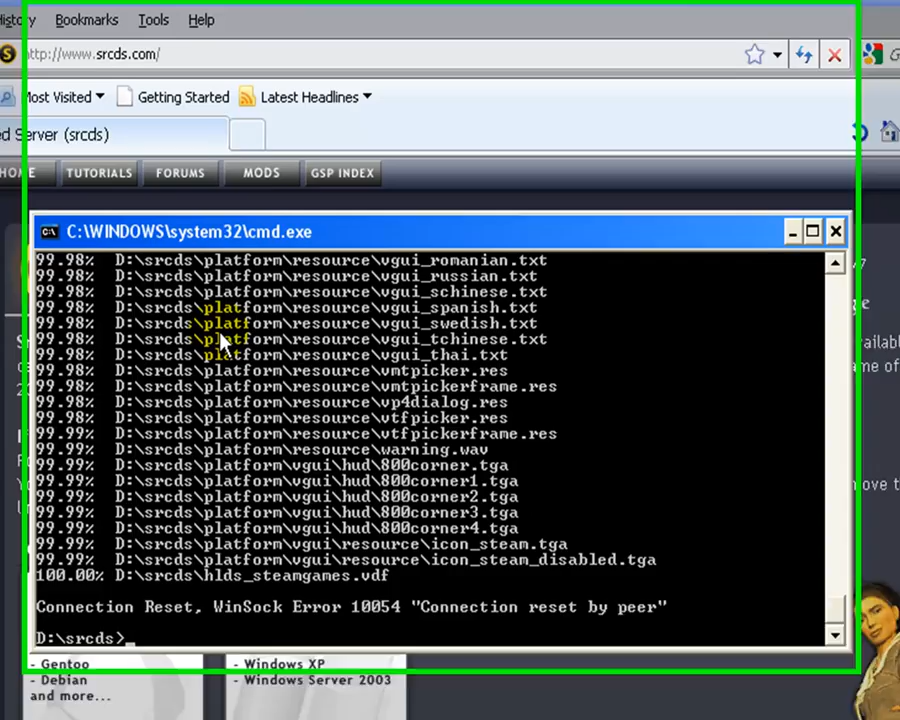 History Bookmarks Tools Help
http://www.srcds.com/
Most Visited Getting Started Latest Headlines
ed Server (srcds)
HOME TUTORIALS FORUMS MODS GSP INDEX
C:\WINDOWS\system32\cmd.exe
99.98% D:\srcds\platform\resource\vgui_romanian.txt
99.98% D:\srcds\platform\resource\vgui_russian.txt
99.98% D:\srcds\platform\resource\vgui_schinese.txt
99.98% D:\srcds\platform\resource\vgui_spanish.txt
99.98% D:\srcds\platform\resource\vgui_swedish.txt
99.98% D:\srcds\platform\resource\vgui_tchinese.txt
99.98% D:\srcds\platform\resource\vgui_thai.txt
99.98% D:\srcds\platform\resource\vmtpicker.res
99.98% D:\srcds\platform\resource\vmtpickerframe.res
99.98% D:\srcds\platform\resource\vp4dialog.res
99.98% D:\srcds\platform\resource\vtfpicker.res
99.99% D:\srcds\platform\resource\vtfpickerframe.res
99.99% D:\srcds\platform\resource\warning.wav
99.99% D:\srcds\platform\vgui\hud\800corner.tga
99.99% D:\srcds\platform\vgui\hud\800corner1.tga
99.99% D:\srcds\platform\vgui\hud\800corner2.tga
99.99% D:\srcds\platform\vgui\hud\800corner3.tga
99.99% D:\srcds\platform\vgui\hud\800corner4.tga
99.99% D:\srcds\platform\vgui\resource\icon_steam.tga
99.99% D:\srcds\platform\vgui\resource\icon_steam_disabled.tga
100.00% D:\srcds\hlds_steamgames.vdf
Connection Reset, WinSock Error 10054 "Connection reset by peer"
D:\srcds>_
- Gentoo
- Debian
and more...
- Windows XP
- Windows Server 2003